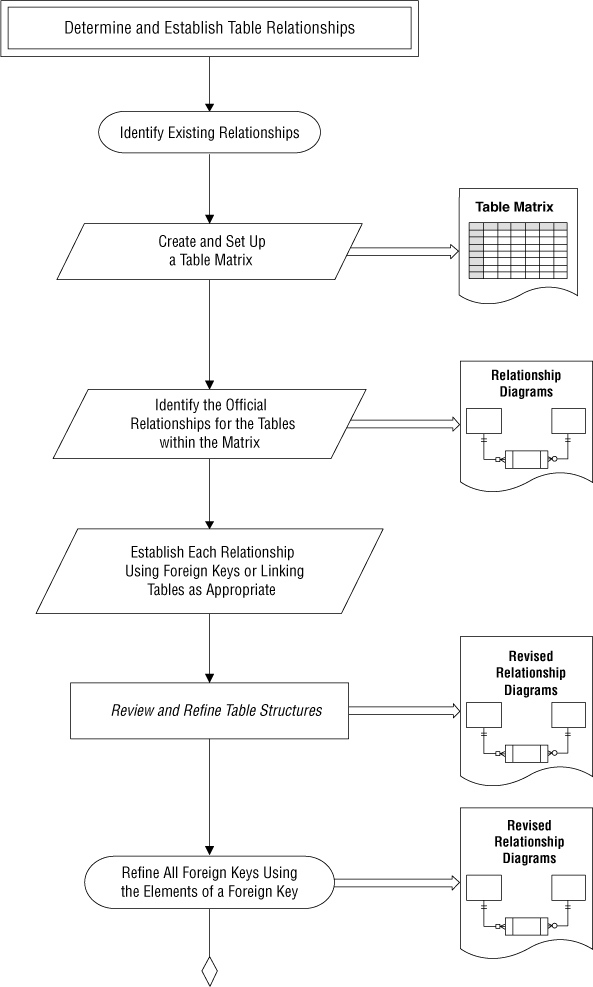 Determine and Establish Table Relationships
Identify Existing Relationships
Create and Set Up
a Table Matrix
Table Matrix
Identify the Official
Relationships for the Tables
within the Matrix
Relationship
Diagrams
Establish Each Relationship
Using Foreign Keys or Linking
Tables as Appropriate
Review and Refine Table Structures
Revised
Relationship
Diagrams
Refine All Foreign Keys Using
the Elements of a Foreign Key
Revised
Relationship
Diagrams